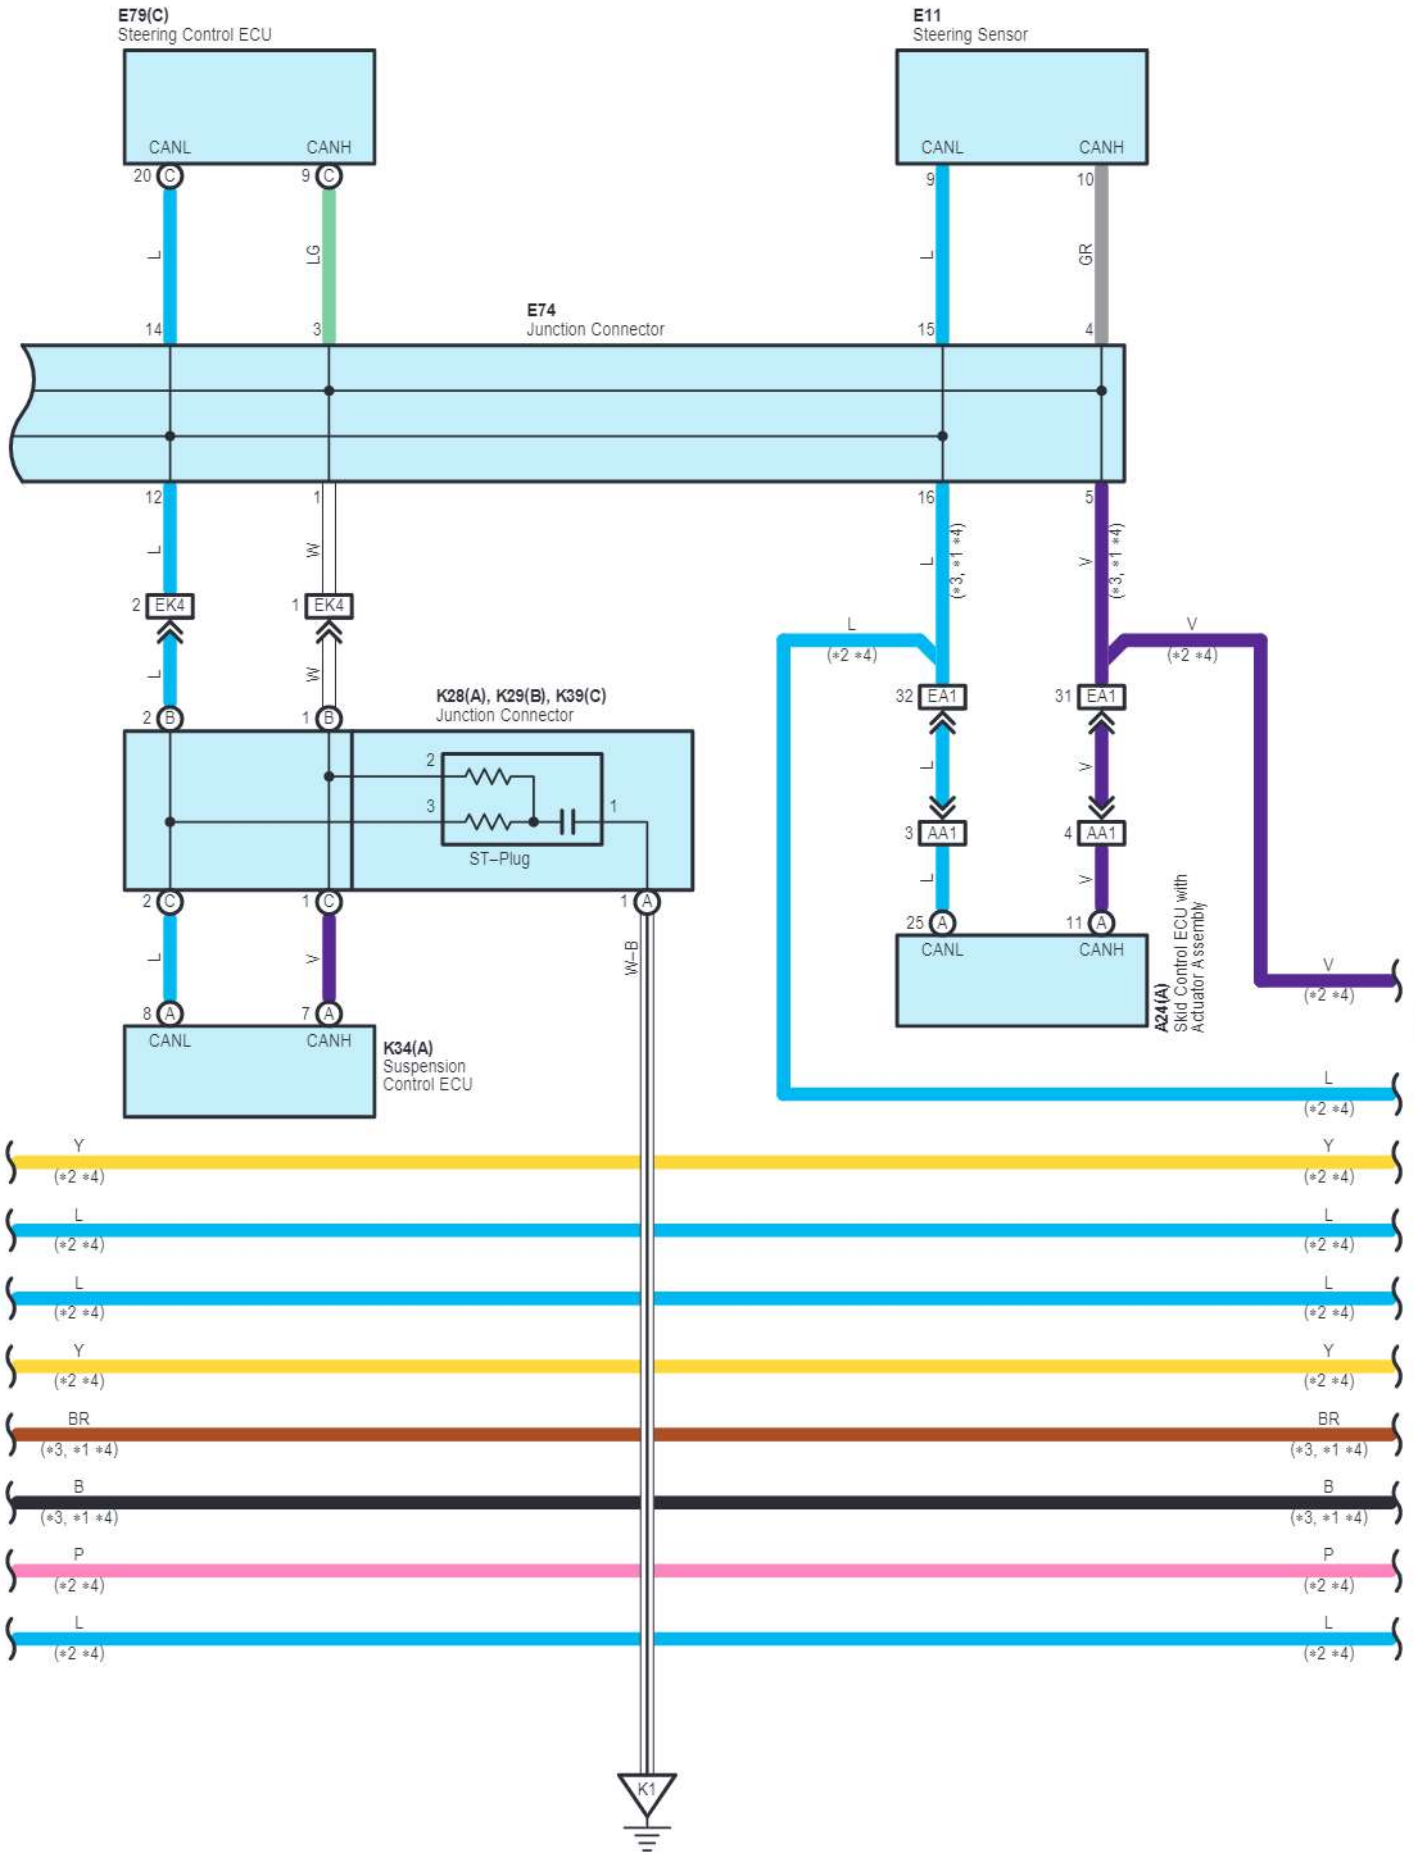 E79(C)
Steering Control ECU
E11
Steering Sensor
CANL
CANH
CANL
CANH
20
C
9
C
9
10
L
LG
L
GR
E74
Junction Connector
14
3
15
4
12
1
16
5
L
W
L
(*3, *1 *4)
V
(*3, *1 *4)
2
EK4
1
EK4
L
(*2 *4)
V
(*2 *4)
L
W
32
EA1
31
EA1
K28(A), K29(B), K39(C)
Junction Connector
2
B
1
B
2
3
1
ST-Plug
L
V
3
AA1
4
AA1
L
V
2
C
1
C
1
A
25
A
11
A
CANL
CANH
A24(A)
Skid Control ECU with
Actuator Assembly
L
V
W-B
V
(*2 *4)
8
A
7
A
CANL
CANH
K34(A)
Suspension
Control ECU
L
(*2 *4)
Y
(*2 *4)
Y
(*2 *4)
L
(*2 *4)
L
(*2 *4)
L
(*2 *4)
L
(*2 *4)
Y
(*2 *4)
Y
(*2 *4)
BR
(*3, *1 *4)
BR
(*3, *1 *4)
B
(*3, *1 *4)
B
(*3, *1 *4)
P
(*2 *4)
P
(*2 *4)
L
(*2 *4)
L
(*2 *4)
K1